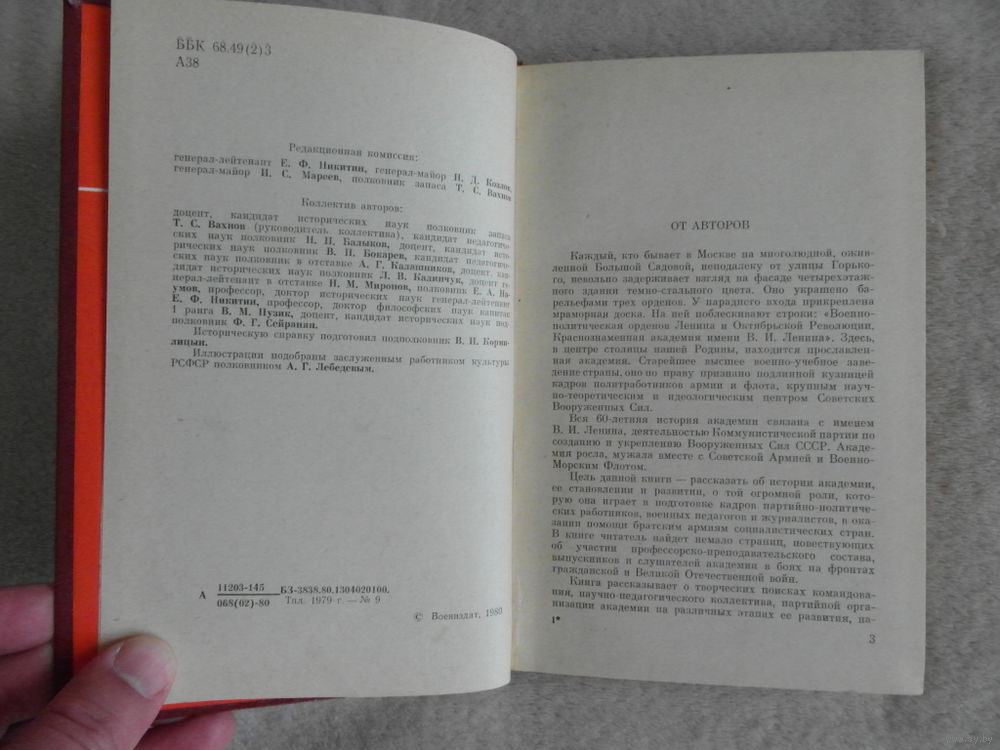 ББК 68.49(2)3
А38
Редакционная комиссия:
генерал-лейтенант Е. Ф. Никитин, генерал-майор Н. Д. Козлов,
генерал-майор И. С. Мареев, полковник запаса Т. С. Вахнов
Коллектив авторов:
доцент, кандидат исторических наук полковник запаса
Т. С. Вахнов (руководитель коллектива), кандидат педагогиче-
ских наук полковник Н. П. Балыков, доцент, кандидат исто-
рических наук полковник В. П. Бокарев, кандидат педагогиче-
ских наук полковник в отставке А. Г. Калашников, доцент, кан-
дидат исторических наук полковник Л. В. Калинчук, доцент ге-
нерал-лейтенант в отставке Н. М. Миронов, полковник Е. А. На-
умов, профессор, доктор исторических наук генерал-лейтенант
Е. Ф. Никитин, профессор, доктор философских наук капитан
1 ранга В. М. Пузик, доцент, кандидат исторических наук под-
полковник Ф. Г. Сейранян.
Историческую справку подготовил подполковник В. И. Кори-
лицын.
Иллюстрации подобраны заслуженным работником культуры
РСФСР полковником А. Г. Лебедевым.
А 11203-145 БЗ-3838.80.1304020100.
068(02)-80 Тпл. 1979 г. — № 9
© Воениздат, 1980
ОТ АВТОРОВ
Каждый, кто бывает в Москве на многолюдной, ожив-
ленной Большой Садовой, неподалеку от улицы Горько-
го, невольно задерживает взгляд на фасаде четырехэтаж-
ного здания темно-стального цвета. Оно украшено ба-
рельефами трех орденов. У парадного входа прикреплена
мраморная доска. На ней поблескивают строки: «Военно-
политическая орденов Ленина и Октябрьской Революции,
Краснознаменная академия имени В. И. Ленина». Здесь,
в центре столицы нашей Родины, находится прославлен-
ная академия. Старейшее высшее военно-учебное заве-
дение страны, оно по праву признано подлинной кузницей
кадров политработников армии и флота, крупным науч-
но-теоретическим и идеологическим центром Советских
Вооруженных Сил.
Вся 60-летняя история академии связана с именем
В. И. Ленина, деятельностью Коммунистической партии по
созданию и укреплению Вооруженных Сил СССР. Акаде-
мия росла, мужала вместе с Советской Армией и Военно-
Морским Флотом.
Цель данной книги — рассказать об истории академии,
ее становлении и развитии, о той огромной роли, кото-
рую она играет в подготовке кадров партийно-политиче-
ских работников, военных педагогов и журналистов, в ока-
зании помощи братским армиям социалистических стран.
В книге читатель найдет немало страниц, повествующих
об участии профессорско-преподавательского состава,
выпускников и слушателей академии в боях на фронтах
гражданской и Великой Отечественной войн.
Книга рассказывает о творческих поисках командова-
ния, научно-педагогического коллектива, партийной орга-
низации академии на различных этапах ее развития, на-
1*
3